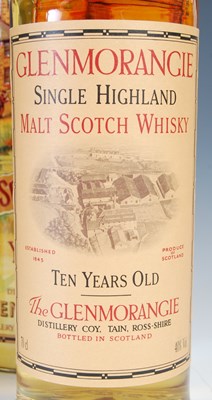 GLENMORANGIE
SINGLE HIGHLAND
MALT SCOTCH WHISKY
ESTABLISHED
1843
PRODUCE
OF
SCOTLAND
TEN YEARS OLD
The GLENMORANGIE
DISTILLERY COY, TAIN, ROSS-SHIRE
BOTTLED IN SCOTLAND
70cl
40% Vol